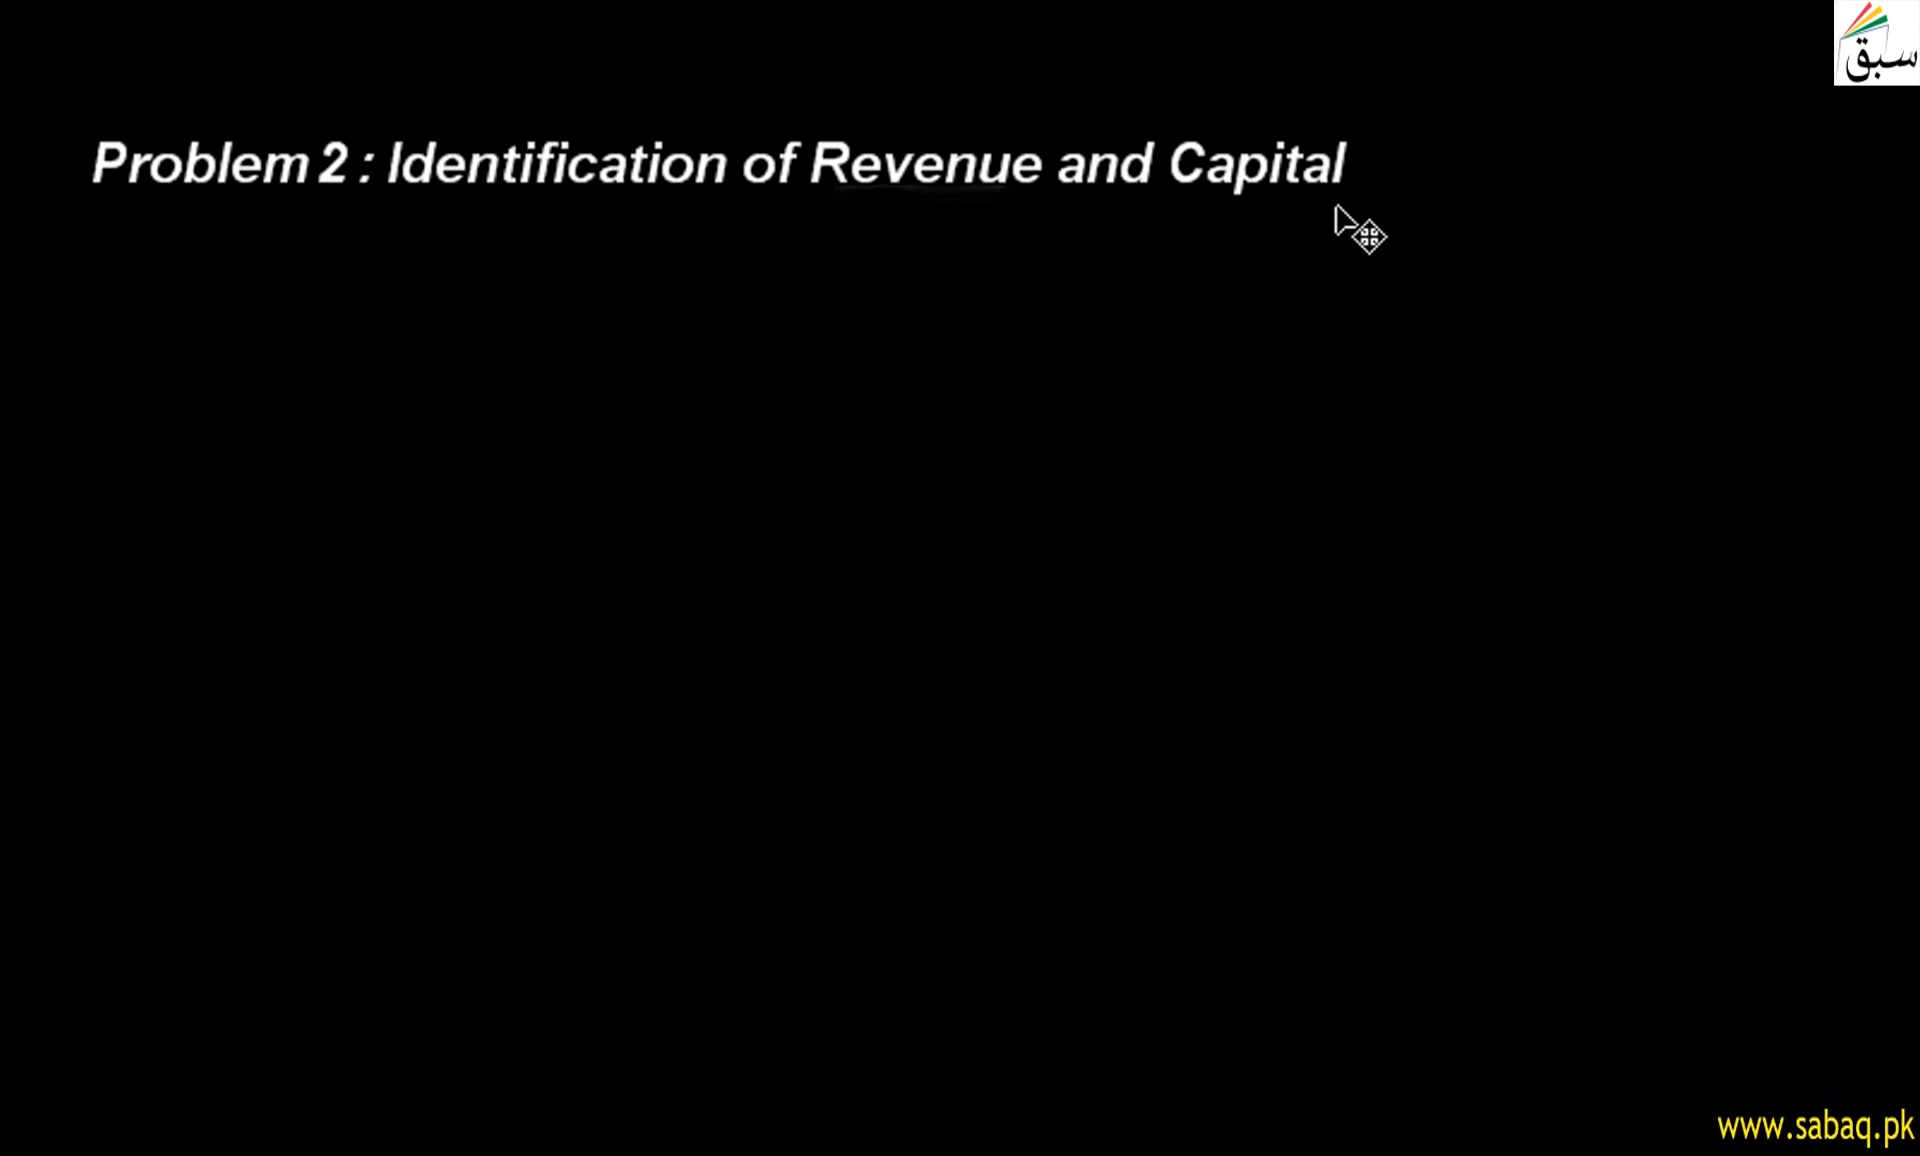 سبق
Problem 2 : Identification of Revenue and Capital
www.sabaq.pk